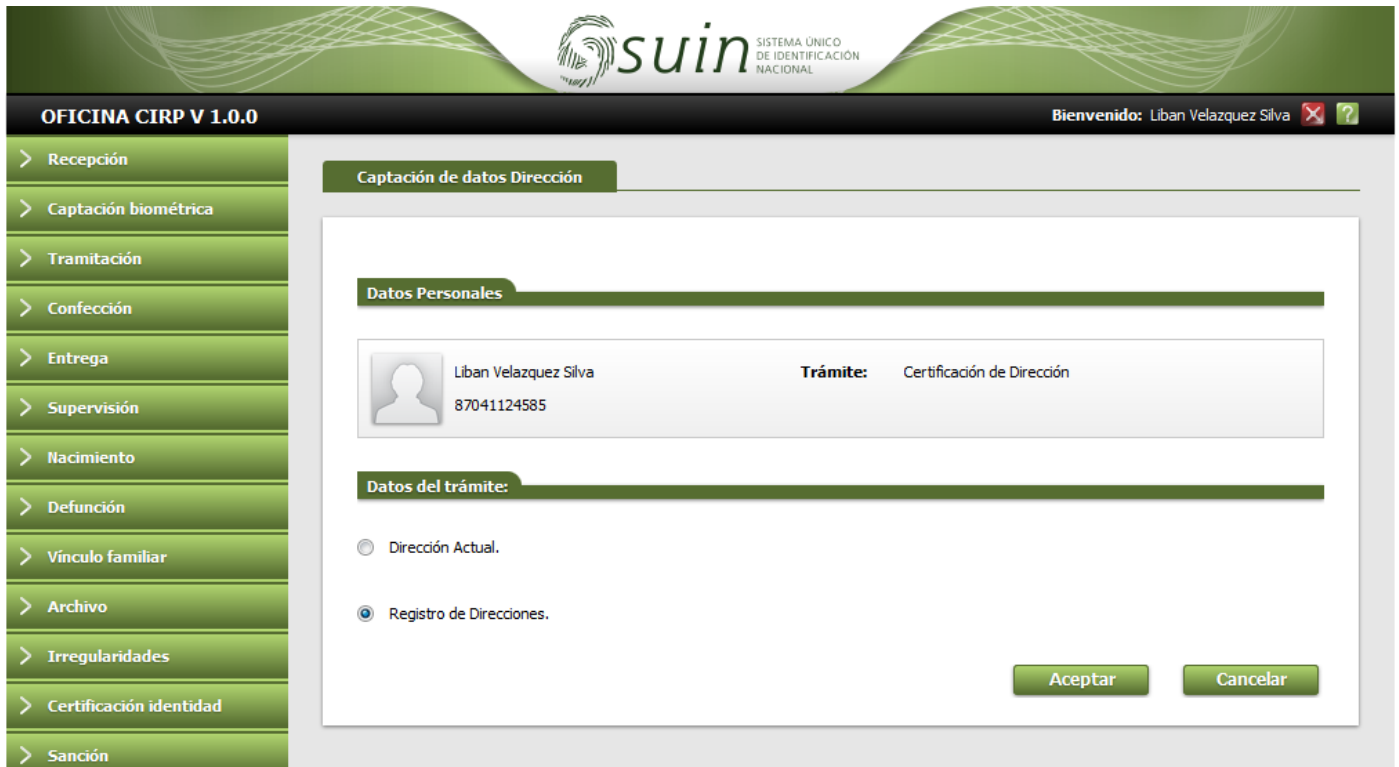 suin SISTEMA ÚNICO
DE IDENTIFICACIÓN
NACIONAL
OFICINA CIRP V 1.0.0
Bienvenido: Liban Velazquez Silva
Recepción
Captación biométrica
Tramitación
Confección
Entrega
Supervisión
Nacimiento
Defunción
Vínculo familiar
Archivo
Irregularidades
Certificación identidad
Sanción
Captación de datos Dirección
Datos Personales
Liban Velazquez Silva
87041124585
Trámite: Certificación de Dirección
Datos del trámite:
Dirección Actual.
Registro de Direcciones.
Aceptar
Cancelar